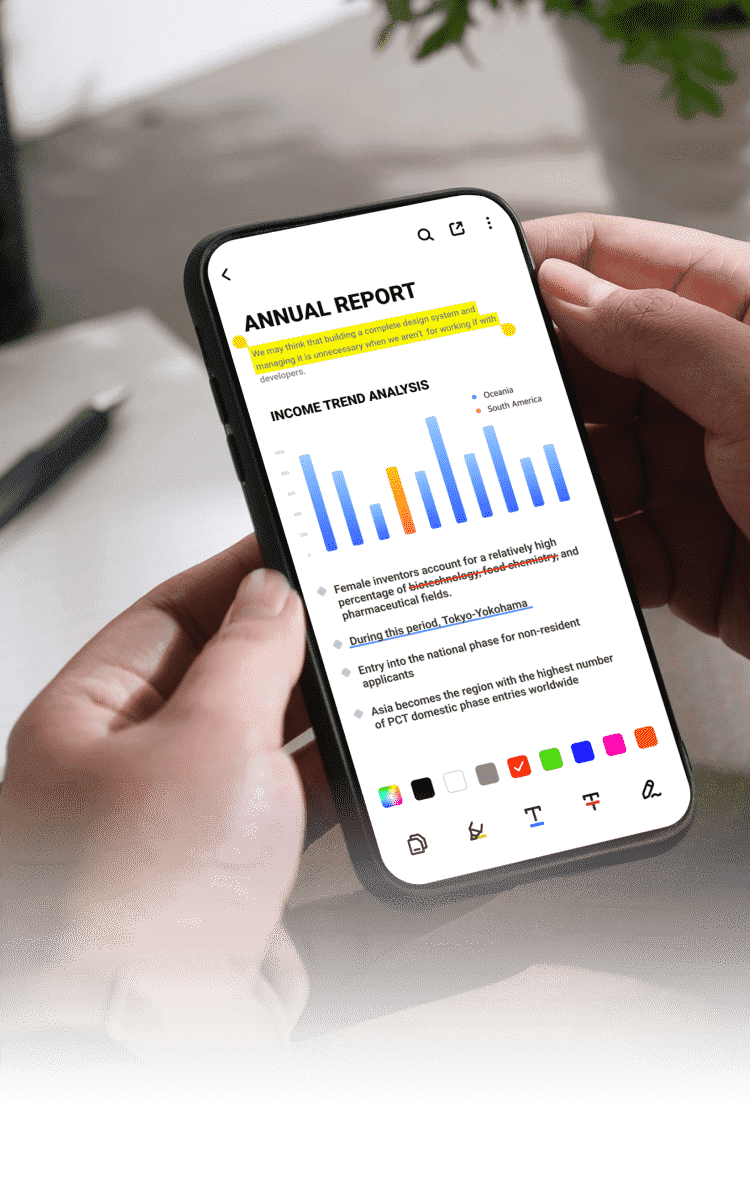 ANNUAL REPORT
We may think that building a complete design system and
managing it is unnecessary when we aren't for working if with
developers.
INCOME TREND ANALYSIS
Oceania
South America
Female inventors account for a relatively high
percentage of biotechnology, food chemistry, and
pharmaceutical fields.
During this period, Tokyo-Yokohama
Entry into the national phase for non-resident
applicants
Asia becomes the region with the highest number
of PCT domestic phase entries worldwide